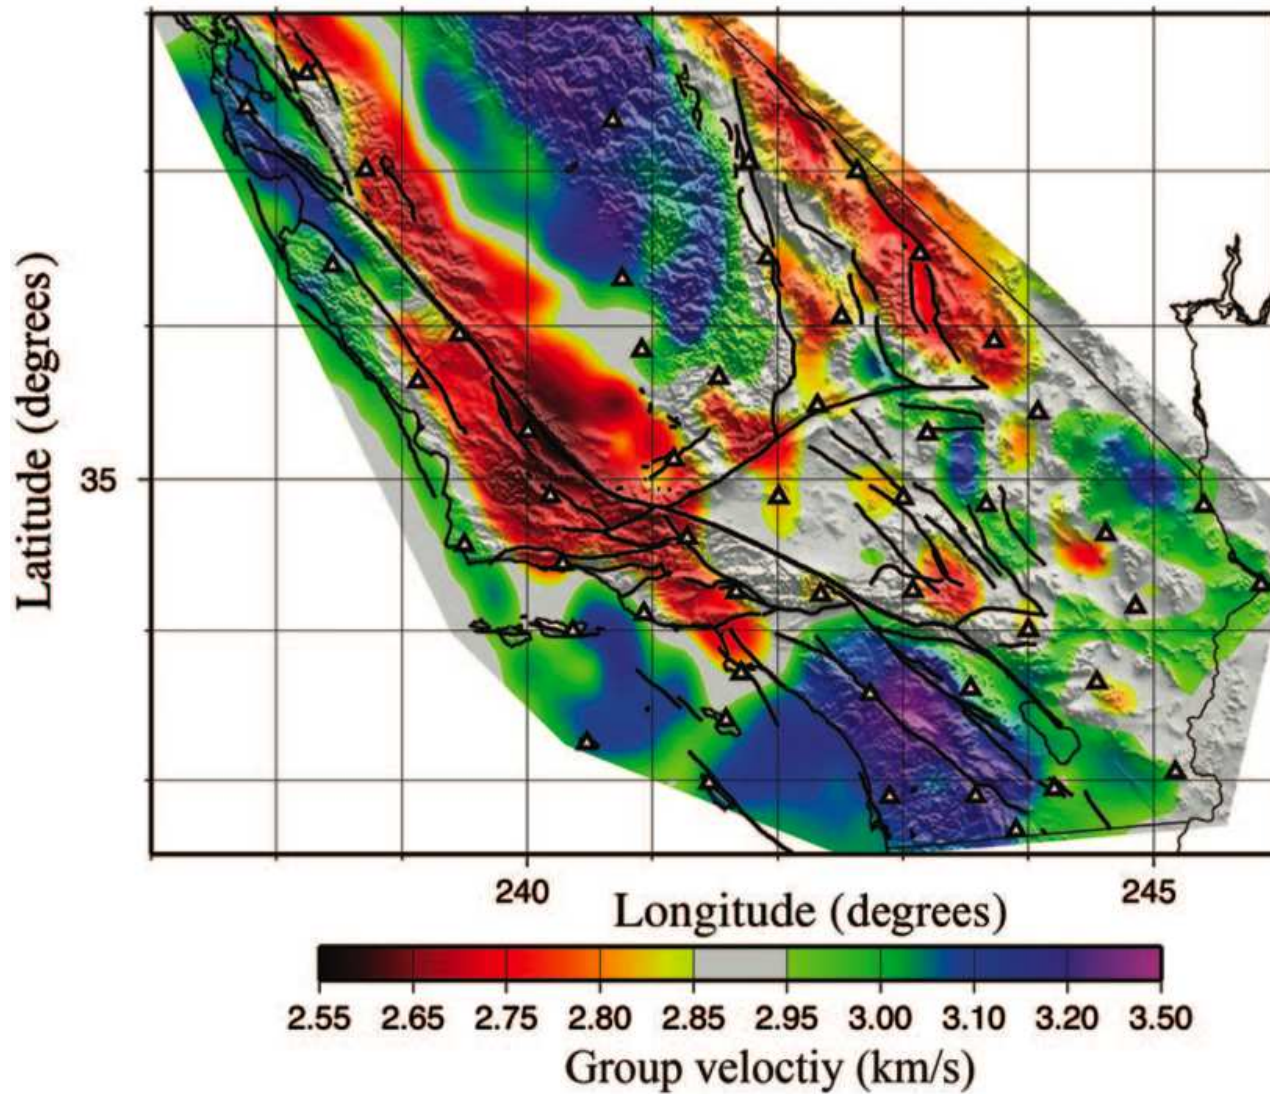 Latitude (degrees)
35
240
245
Longitude (degrees)
2.55 2.65 2.75 2.80 2.85 2.95 3.00 3.10 3.20 3.50
Group veloctiy (km/s)